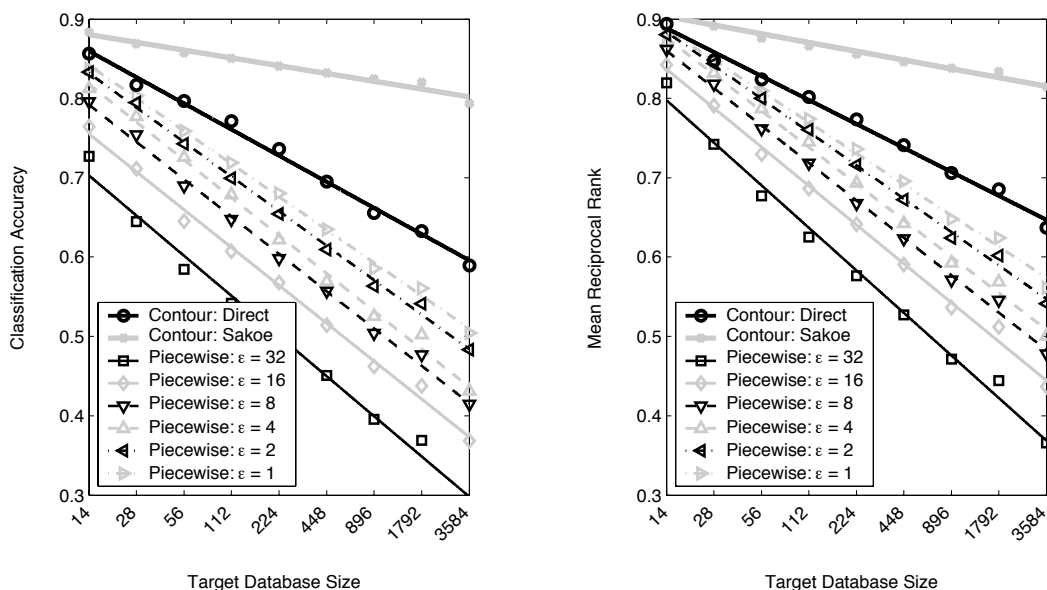 0.9
0.8
0.7
0.6
0.5
0.4
0.3
Classification Accuracy
Contour: Direct
Contour: Sakoe
Piecewise: ε = 32
Piecewise: ε = 16
Piecewise: ε = 8
Piecewise: ε = 4
Piecewise: ε = 2
Piecewise: ε = 1
14 28 56 112 224 448 896 1792 3584
Target Database Size
0.9
0.8
0.7
0.6
0.5
0.4
0.3
Mean Reciprocal Rank
Contour: Direct
Contour: Sakoe
Piecewise: ε = 32
Piecewise: ε = 16
Piecewise: ε = 8
Piecewise: ε = 4
Piecewise: ε = 2
Piecewise: ε = 1
14 28 56 112 224 448 896 1792 3584
Target Database Size